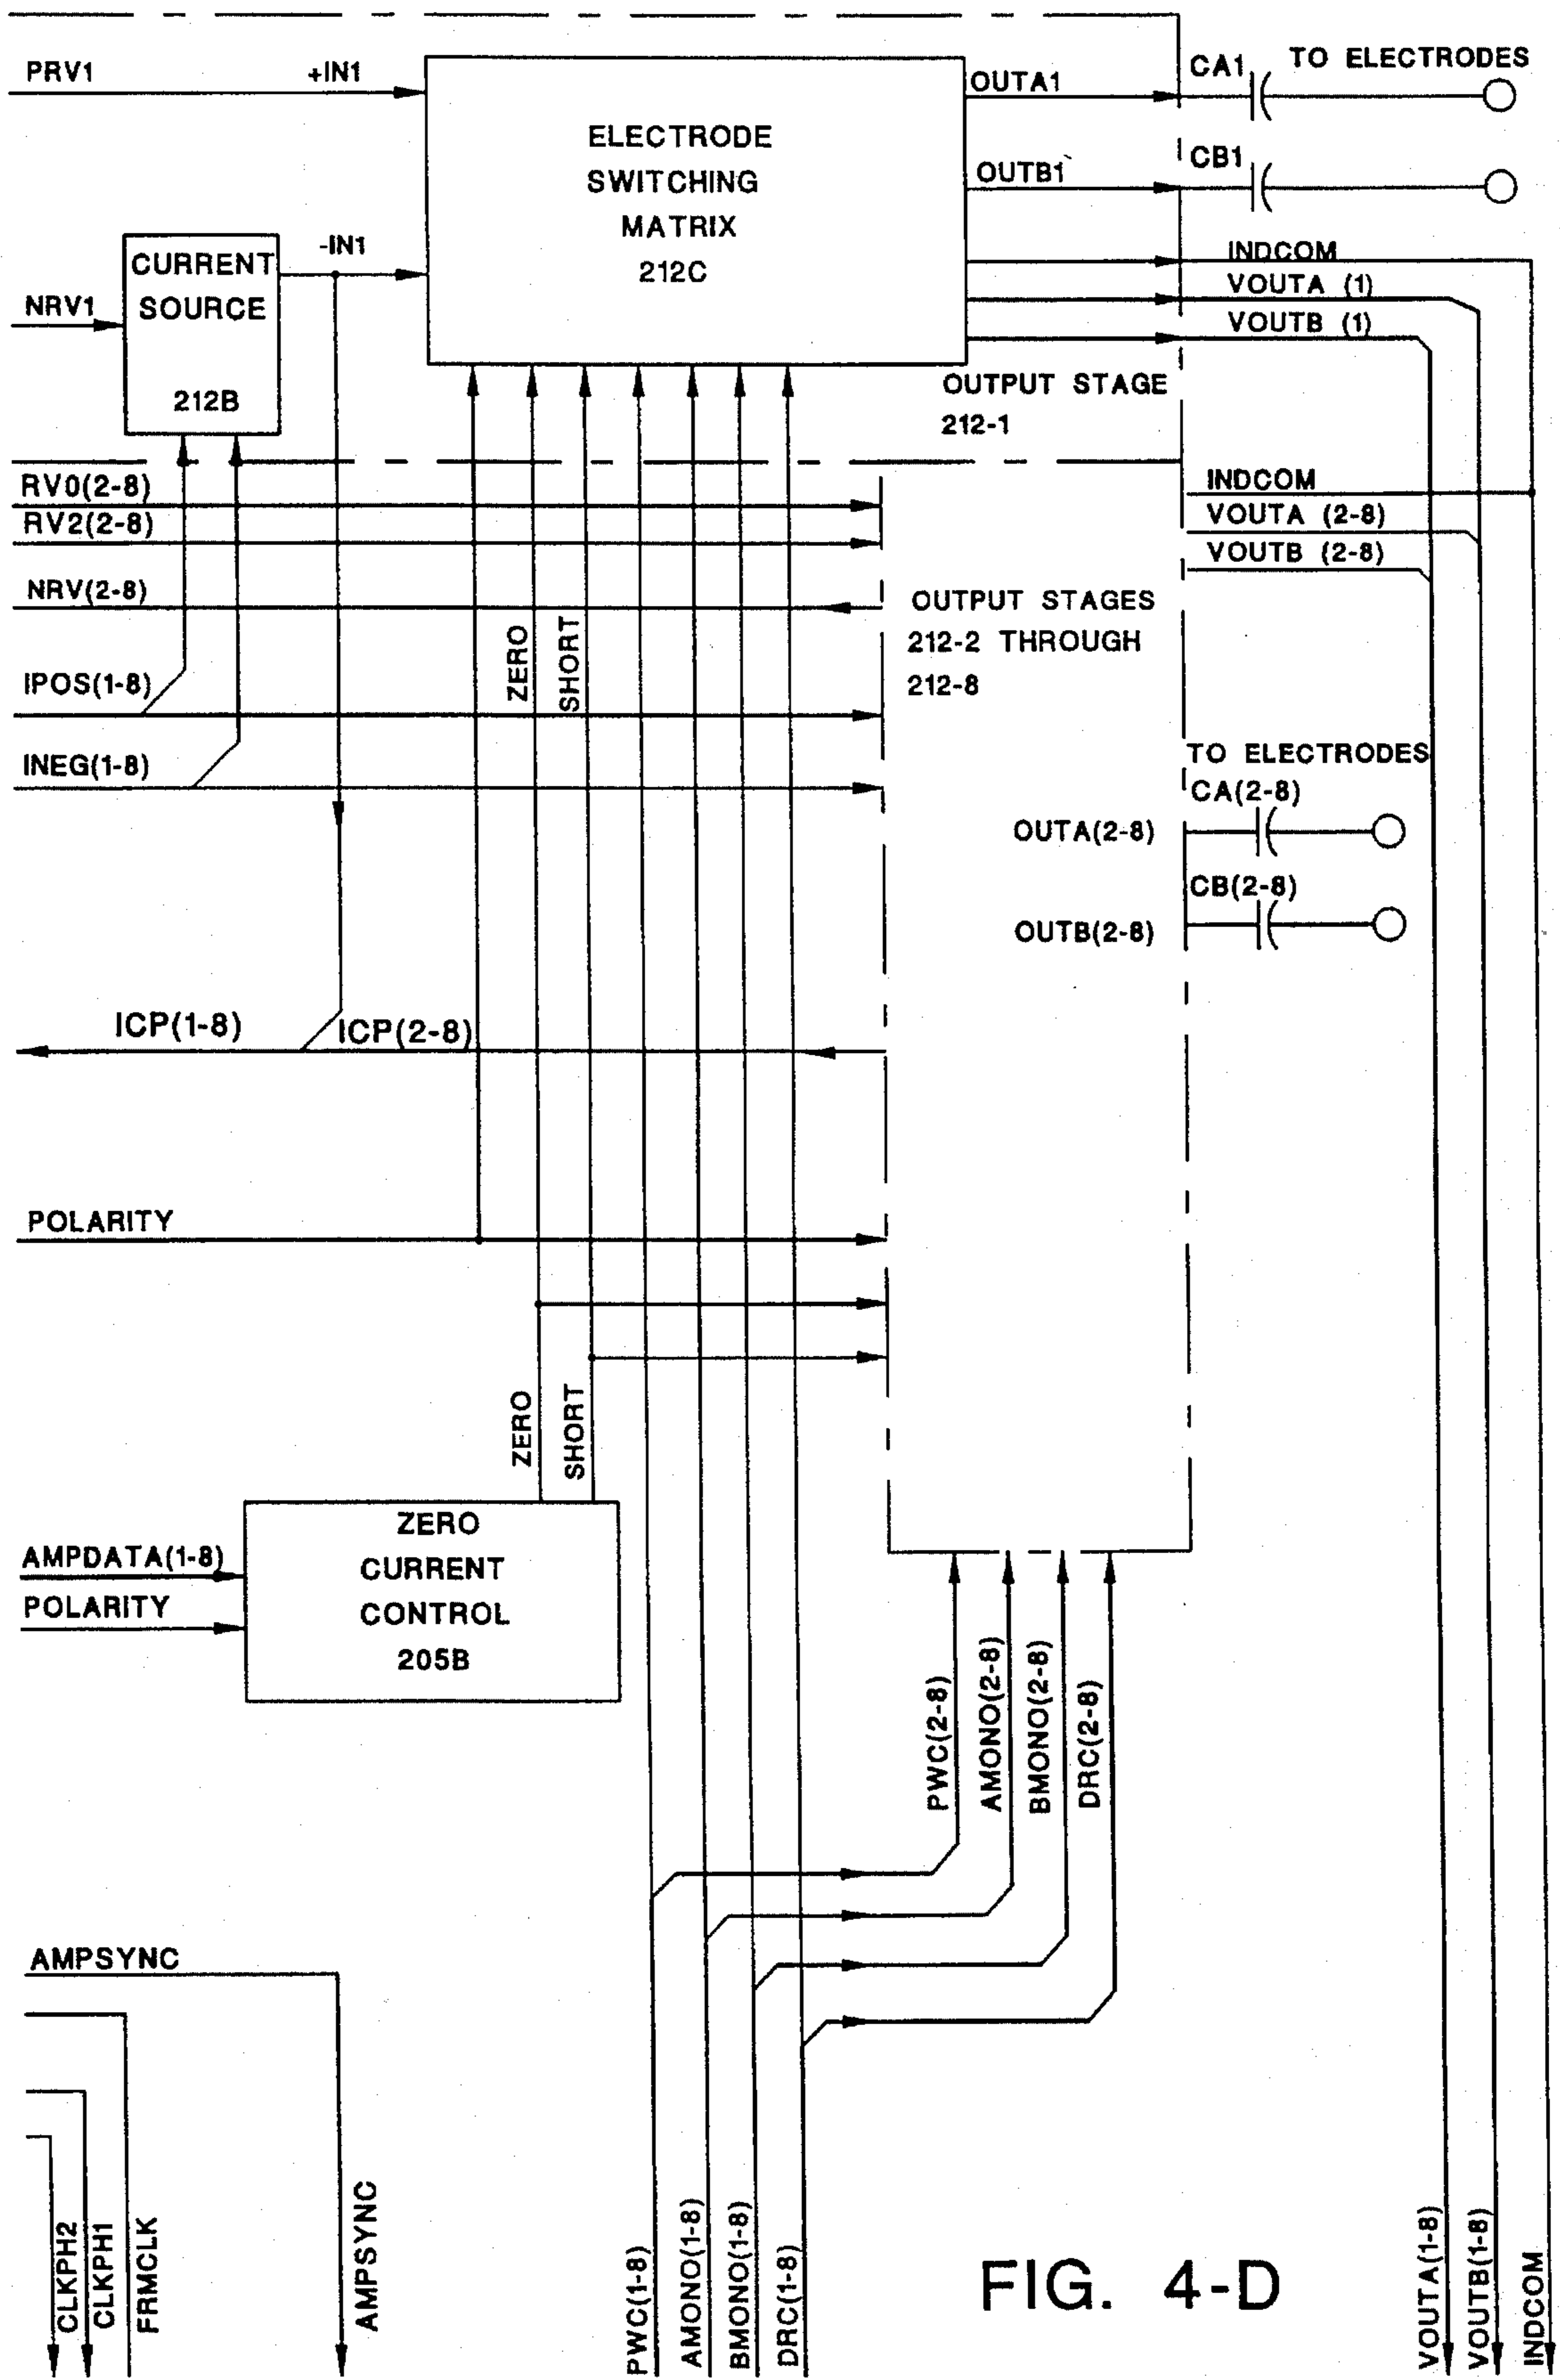 PRV1
+IN1
ELECTRODE
SWITCHING
MATRIX
212C
OUTA1
CA1
TO ELECTRODES
OUTB1
CB1
CURRENT
SOURCE
212B
-IN1
NRV1
INDCOM
VOUTA (1)
VOUTB (1)
OUTPUT STAGE
212-1
RV0(2-8)
RV2(2-8)
NRV(2-8)
IPOS(1-8)
INEG(1-8)
ZERO
SHORT
OUTPUT STAGES
212-2 THROUGH
212-8
INDCOM
VOUTA (2-8)
VOUTB (2-8)
TO ELECTRODES
CA(2-8)
OUTA(2-8)
CB(2-8)
OUTB(2-8)
ICP(1-8)
ICP(2-8)
POLARITY
ZERO
SHORT
AMPDATA(1-8)
POLARITY
ZERO
CURRENT
CONTROL
205B
PWC(2-8)
AMONO(2-8)
BMONO(2-8)
DRC(2-8)
AMPSYNC
CLKPH2
CLKPH1
FRMCLK
AMPSYNC
PWC(1-8)
AMONO(1-8)
BMONO(1-8)
DRC(1-8)
FIG. 4-D
VOUTA(1-8)
VOUTB(1-8)
INDCOM